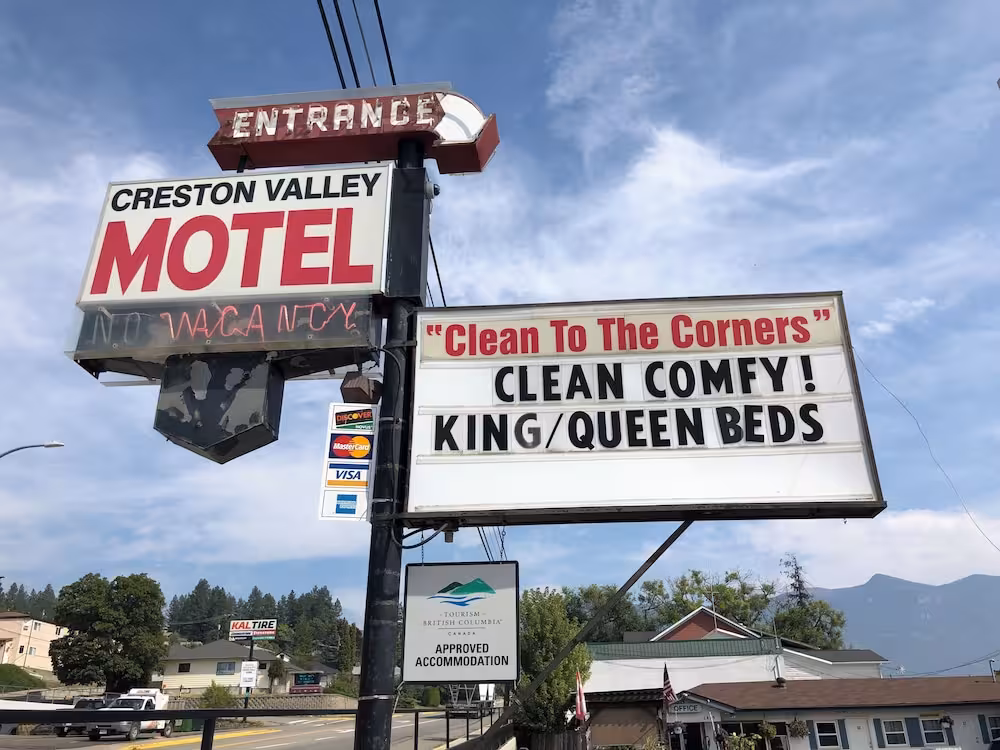 ENTRANCE
CRESTON VALLEY
MOTEL
NO VACANCY
"Clean To The Corners"
CLEAN COMFY!
KING/QUEEN BEDS
DISCOVER
NOVUS
MasterCard
VISA
TOURISM
BRITISH COLUMBIA
CANADA
APPROVED
ACCOMMODATION
KALTIRE
OFFICE